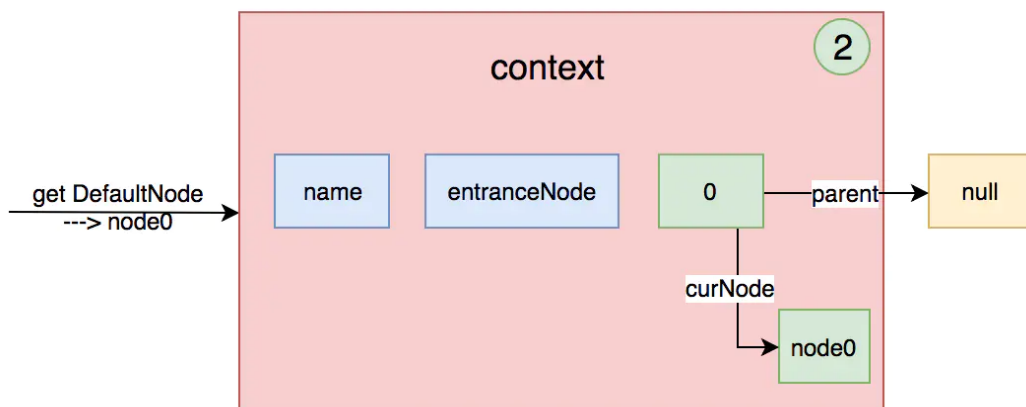 2
context
get DefaultNode
---> node0
name
entranceNode
0
parent
null
curNode
node0